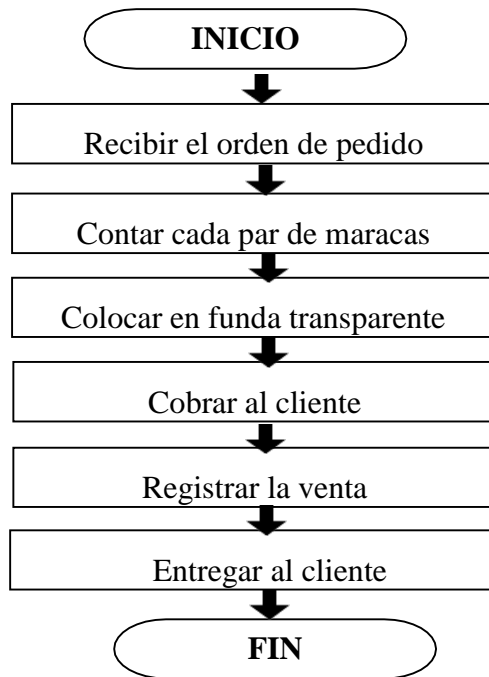 INICIO
Recibir el orden de pedido
Contar cada par de maracas
Colocar en funda transparente
Cobrar al cliente
Registrar la venta
Entregar al cliente
FIN